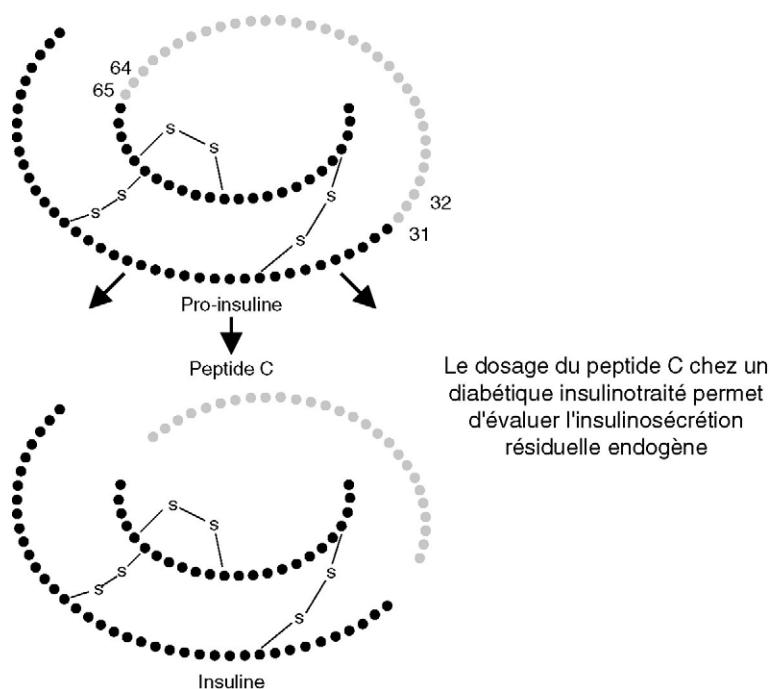 64
65
S
S
S
S
S
32
31
S
Pro-insuline
Peptide C
Le dosage du peptide C chez un
diabétique insulinotraité permet
d'évaluer l'insulinosécrétion
résiduelle endogène
S
S
S
S
S
S
Insuline